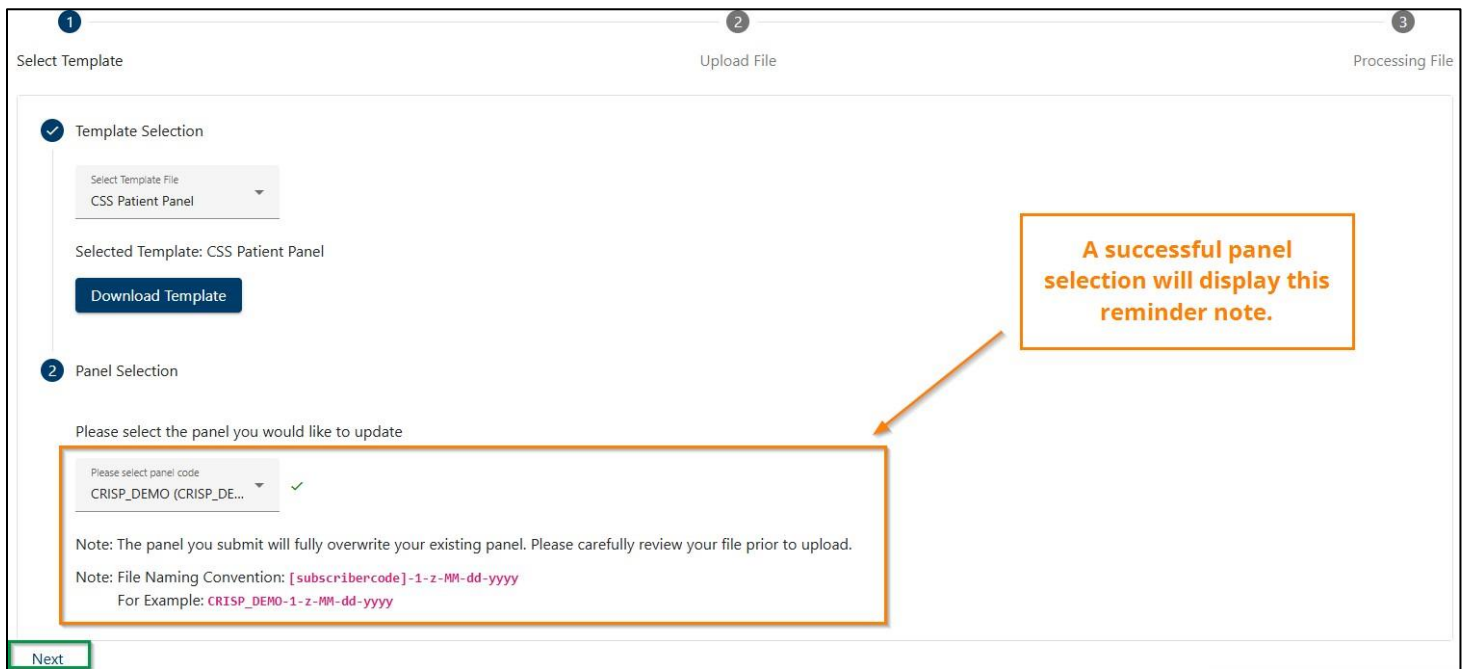 1
2
3
Select Template
Upload File
Processing File
Template Selection
Select Template File
CSS Patient Panel
Selected Template: CSS Patient Panel
Download Template
A successful panel
selection will display this
reminder note.
2
Panel Selection
Please select the panel you would like to update
Please select panel code
CRISP_DEMO (CRISP_DE...
Note: The panel you submit will fully overwrite your existing panel. Please carefully review your file prior to upload.
Note: File Naming Convention: [subscribercode]-1-z-MM-dd-yyyy
For Example: CRISP_DEMO-1-z-MM-dd-yyyy
Next